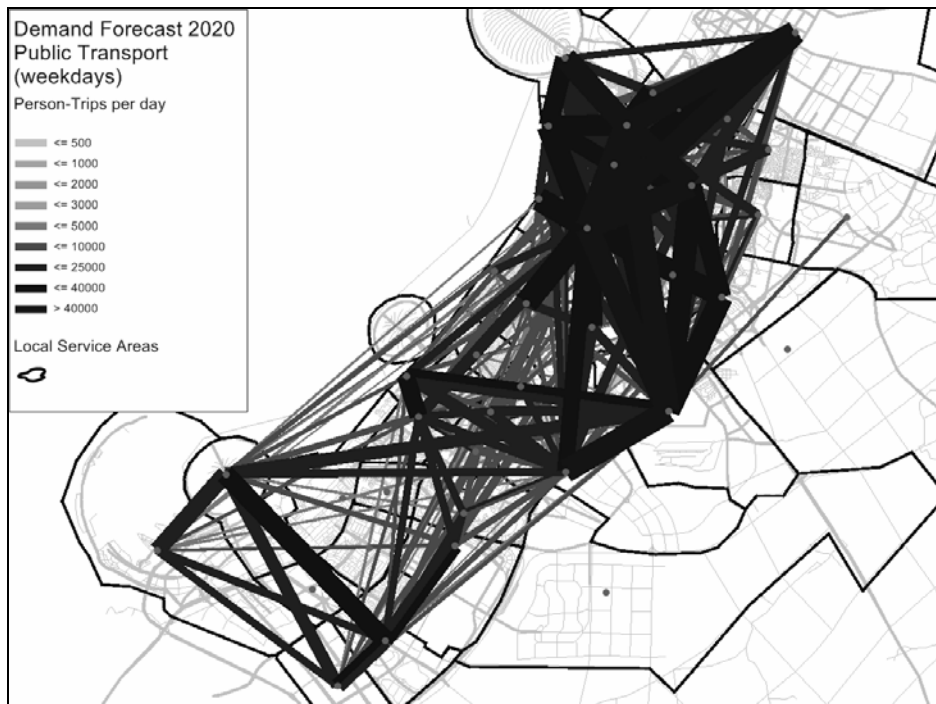 Demand Forecast 2020
Public Transport
(weekdays)
Person-Trips per day
<= 500
<= 1000
<= 2000
<= 3000
<= 5000
<= 10000
<= 25000
<= 40000
> 40000
Local Service Areas